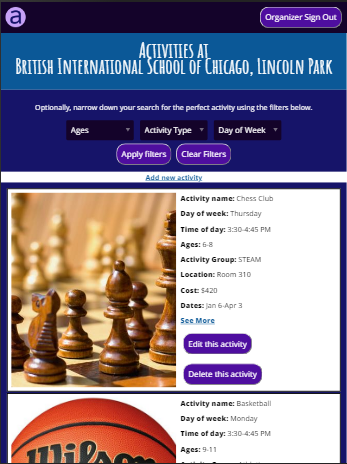 a
Organizer Sign Out
Activities at
British International School of Chicago, Lincoln Park
Optionally, narrow down your search for the perfect activity using the filters below.
Ages
Activity Type
Day of Week
Apply filters
Clear Filters
Add new activity
Activity name: Chess Club
Day of week: Thursday
Time of day: 3:30-4:45 PM
Ages: 6-8
Activity Group: STEAM
Location: Room 310
Cost: $420
Dates: Jan 6-Apr 3
See More
Edit this activity
Delete this activity
Wilson
Activity name: Basketball
Day of week: Monday
Time of day: 3:30-4:45 PM
Ages: 9-11